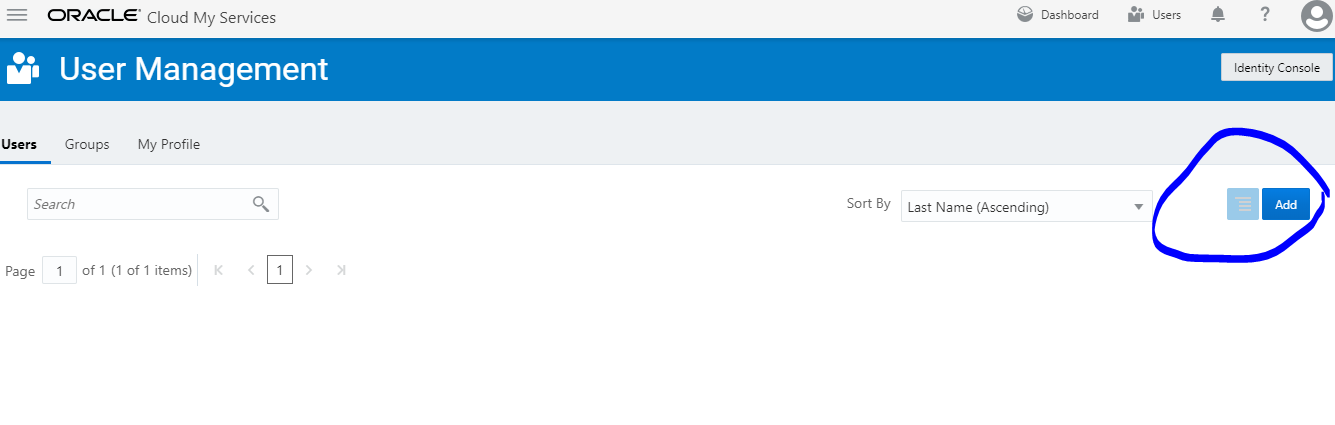 ORACLE Cloud My Services Dashboard Users ?
User Management Identity Console
Users Groups My Profile
Search Sort By Last Name (Ascending) Add
Page 1 of 1 (1 of 1 items) 1